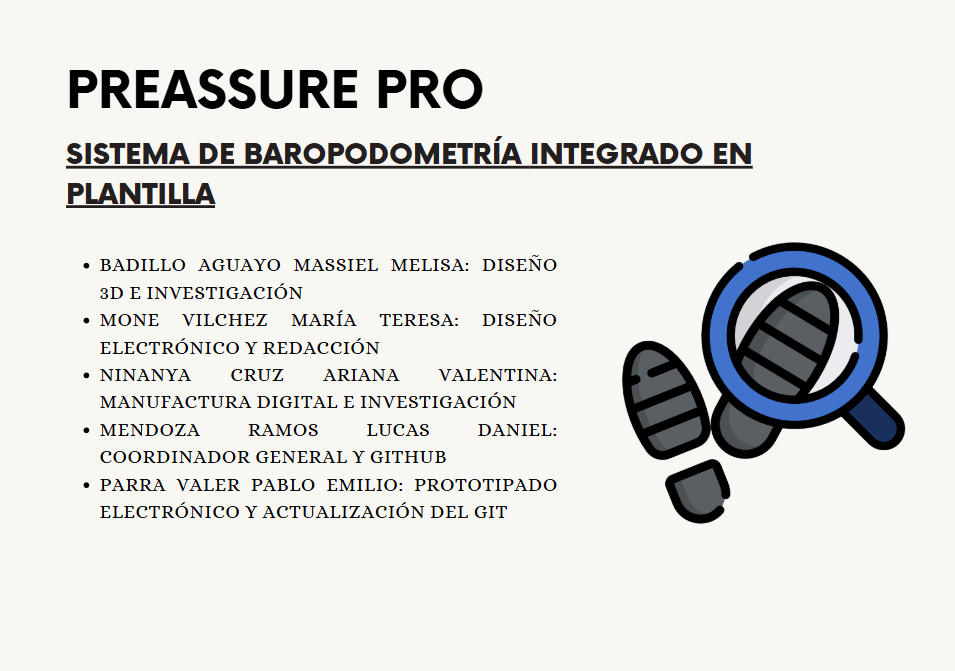 PREASSURE PRO
SISTEMA DE BAROPODOMETRÍA INTEGRADO EN
PLANTILLA
• BADILLO AGUAYO MASSIEL MELISA: DISEÑO
3D E INVESTIGACIÓN
• MONE VILCHEZ MARÍA TERESA: DISEÑO
ELECTRÓNICO Y REDACCIÓN
• NINANYA CRUZ ARIANA VALENTINA:
MANUFACTURA DIGITAL E INVESTIGACIÓN
• MENDOZA RAMOS LUCAS DANIEL:
COORDINADOR GENERAL Y GITHUB
• PARRA VALER PABLO EMILIO: PROTOTIPADO
ELECTRÓNICO Y ACTUALIZACIÓN DEL GIT